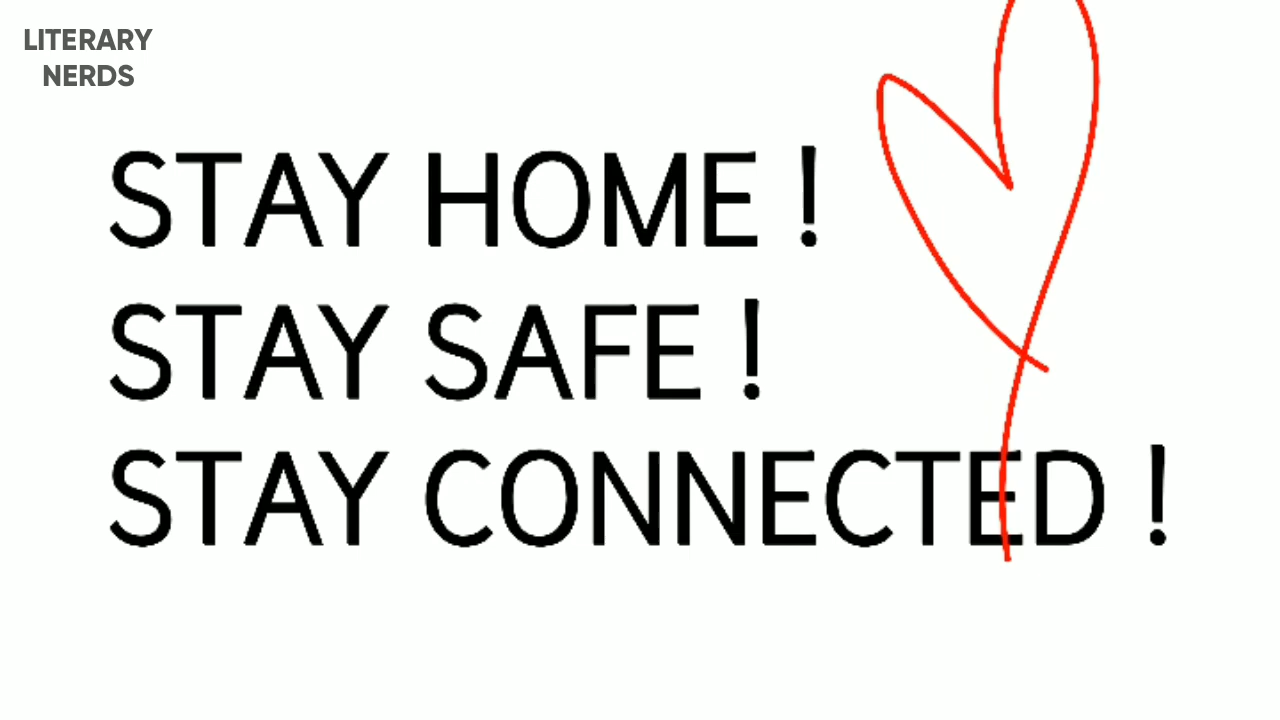 LITERARY
NERDS
STAY HOME !
STAY SAFE !
STAY CONNECTED !